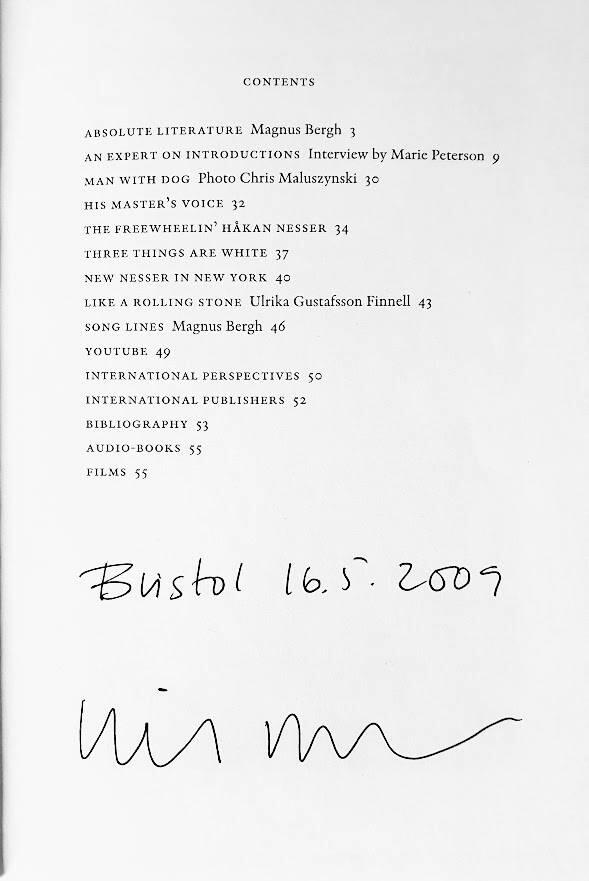 CONTENTS
ABSOLUTE LITERATURE Magnus Bergh 3
AN EXPERT ON INTRODUCTIONS Interview by Marie Peterson 9
MAN WITH DOG Photo Chris Maluszynski 30
HIS MASTER'S VOICE 32
THE FREEWHEELIN' HÅKAN NESSER 34
THREE THINGS ARE WHITE 37
NEW NESSER IN NEW YORK 40
LIKE A ROLLING STONE Ulrika Gustafsson Finnell 43
SONG LINES Magnus Bergh 46
YOUTUBE 49
INTERNATIONAL PERSPECTIVES 50
INTERNATIONAL PUBLISHERS 52
BIBLIOGRAPHY 53
AUDIO-BOOKS 55
FILMS 55
Bristol 16.5.2009